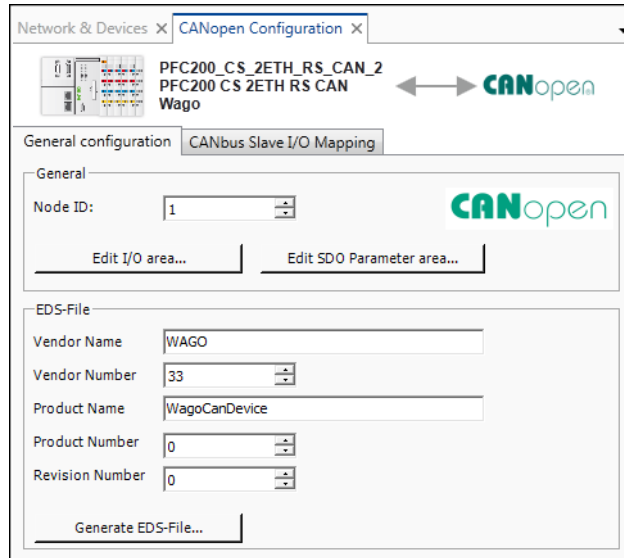 Network & Devices
CANopen Configuration
PFC200_CS_2ETH_RS_CAN_2
PFC200 CS 2ETH RS CAN
Wago
CANopen
General configuration
CANbus Slave I/O Mapping
General
Node ID:
1
CANopen
Edit I/O area...
Edit SDO Parameter area...
EDS-File
Vendor Name
WAGO
Vendor Number
33
Product Name
WagoCanDevice
Product Number
0
Revision Number
0
Generate EDS-File...